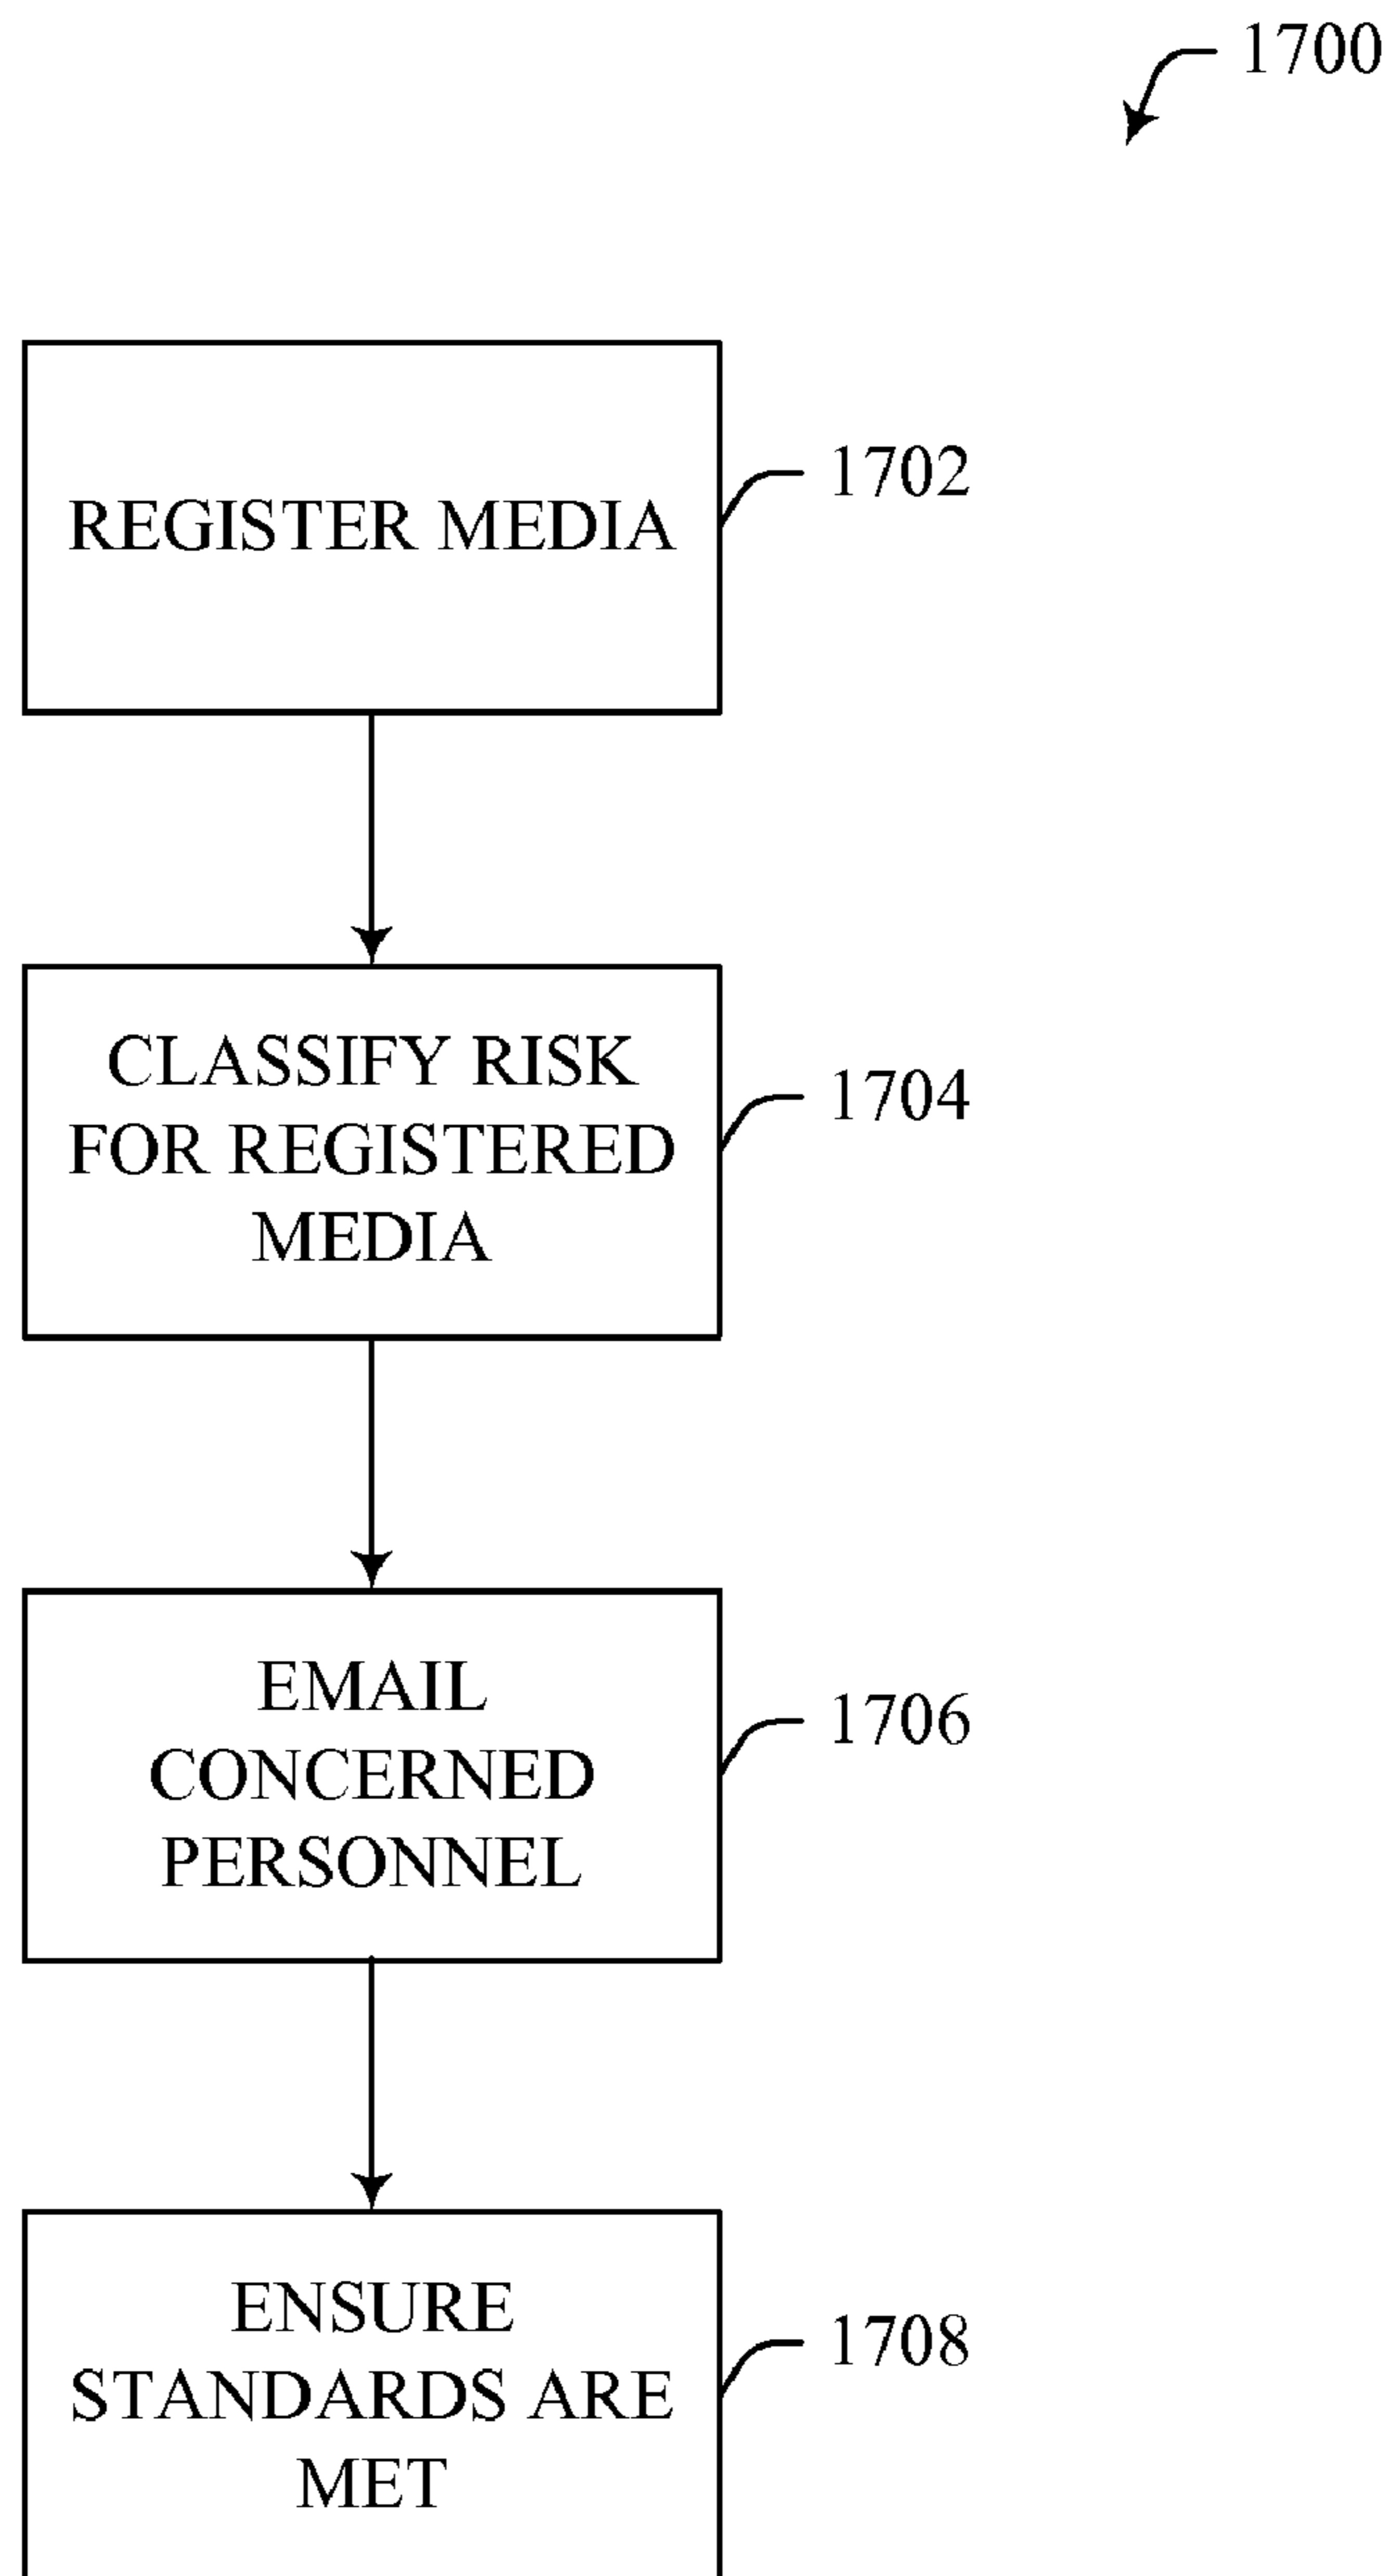 1700
REGISTER MEDIA
1702
CLASSIFY RISK
FOR REGISTERED
MEDIA
1704
EMAIL
CONCERNED
PERSONNEL
1706
ENSURE
STANDARDS ARE
MET
1708